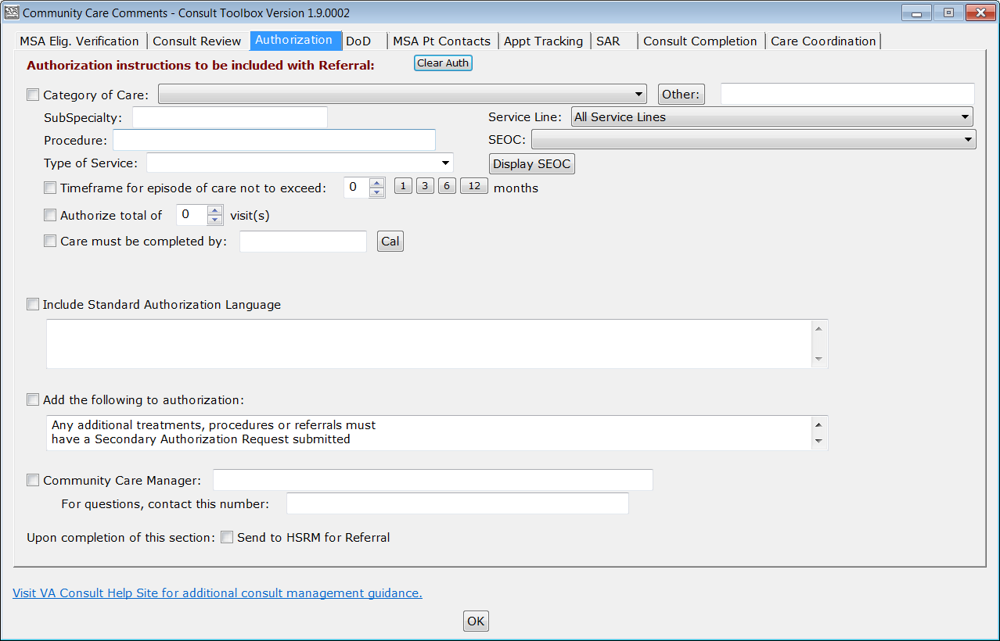 Community Care Comments - Consult Toolbox Version 1.9.0002
MSA Elig. Verification Consult Review Authorization DoD MSA Pt Contacts Appt Tracking SAR Consult Completion Care Coordination
Authorization instructions to be included with Referral: Clear Auth
Category of Care: Other:
SubSpecialty: Service Line: All Service Lines
Procedure: SEOC:
Type of Service: Display SEOC
Timeframe for episode of care not to exceed: 0 1 3 6 12 months
Authorize total of 0 visit(s)
Care must be completed by: Cal
Include Standard Authorization Language
Add the following to authorization:
Any additional treatments, procedures or referrals must
have a Secondary Authorization Request submitted
Community Care Manager:
For questions, contact this number:
Upon completion of this section: Send to HSRM for Referral
Visit VA Consult Help Site for additional consult management guidance.
OK